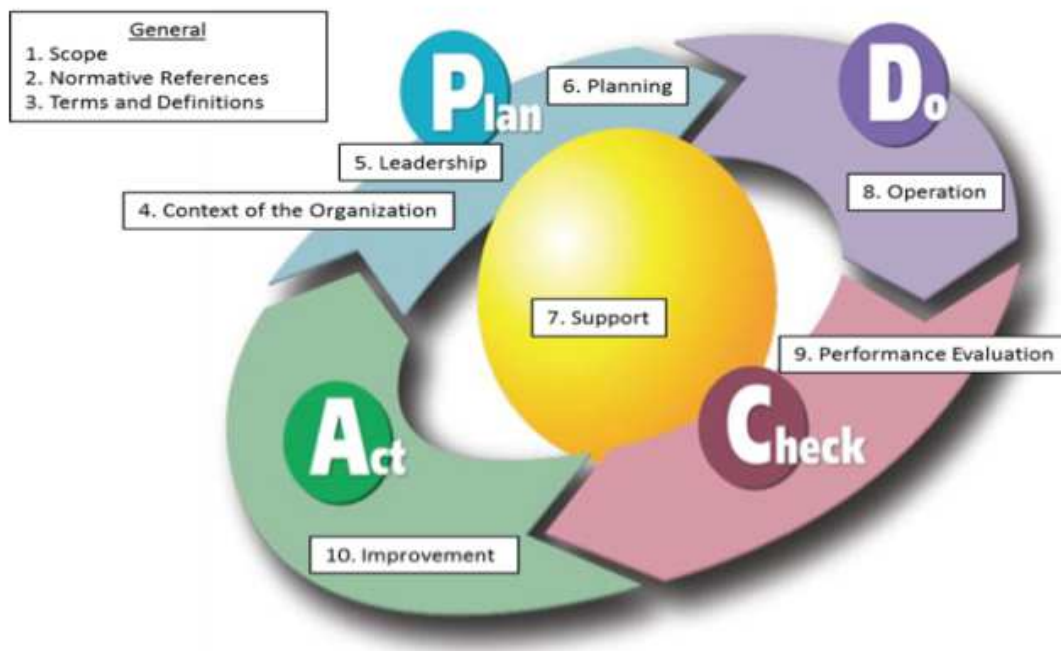 General
1. Scope
2. Normative References
3. Terms and Definitions
Plan
Do
6. Planning
5. Leadership
4. Context of the Organization
8. Operation
7. Support
9. Performance Evaluation
Check
Act
10. Improvement